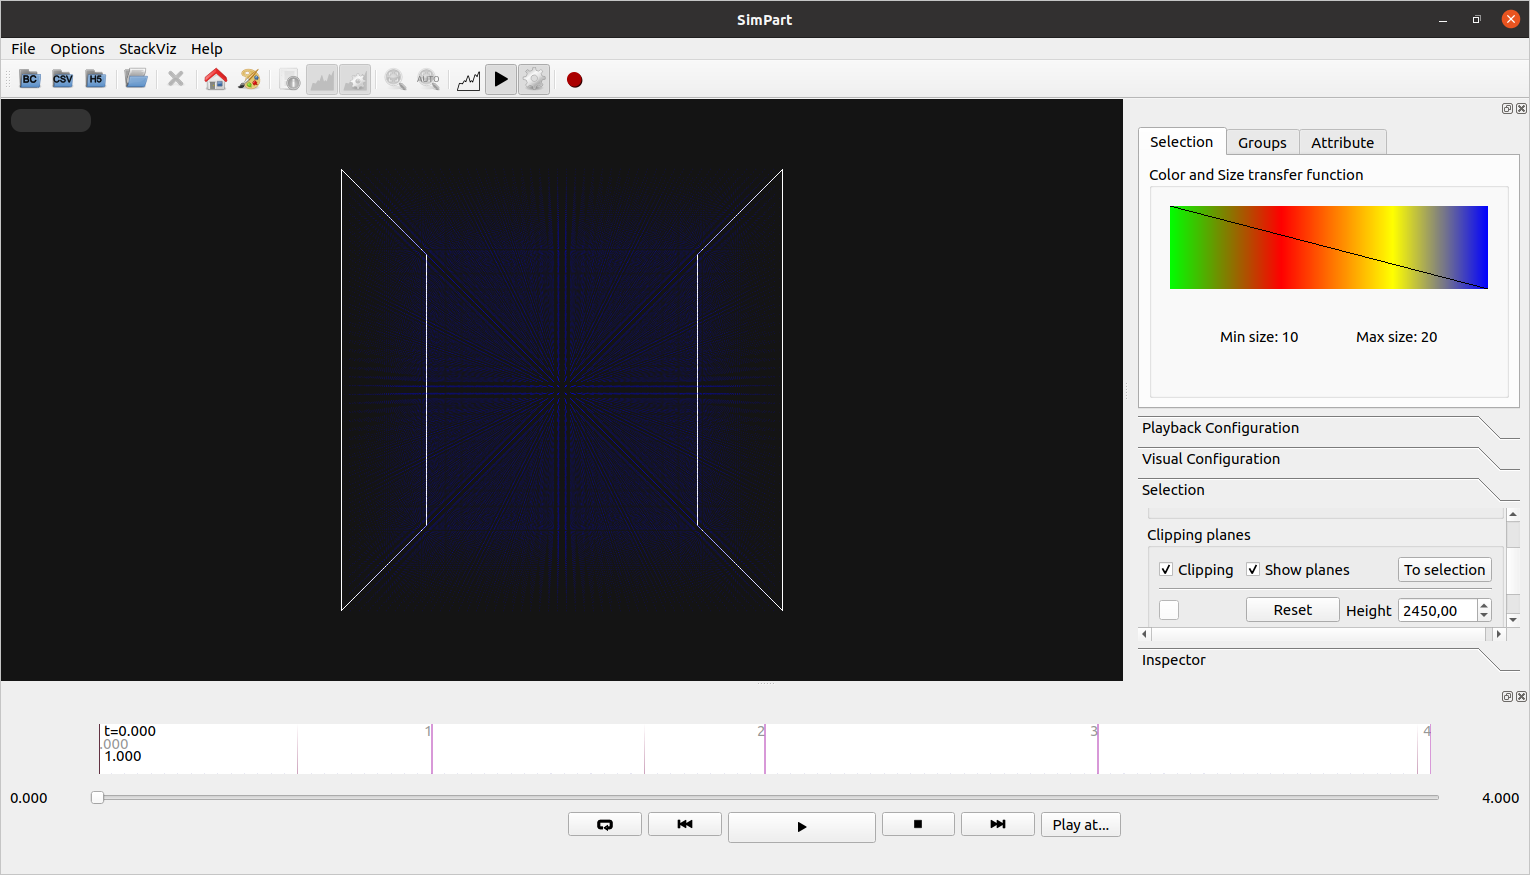 SimPart
File Options StackViz Help
BC CSV H5 AUTO
Selection Groups Attribute
Color and Size transfer function
Min size: 10 Max size: 20
Playback Configuration
Visual Configuration
Selection
Clipping planes
Clipping Show planes To selection
Reset Height 2450,00
Inspector
t=0.000 1 2 3 4
.000
1.000
0.000 4.000
Play at...